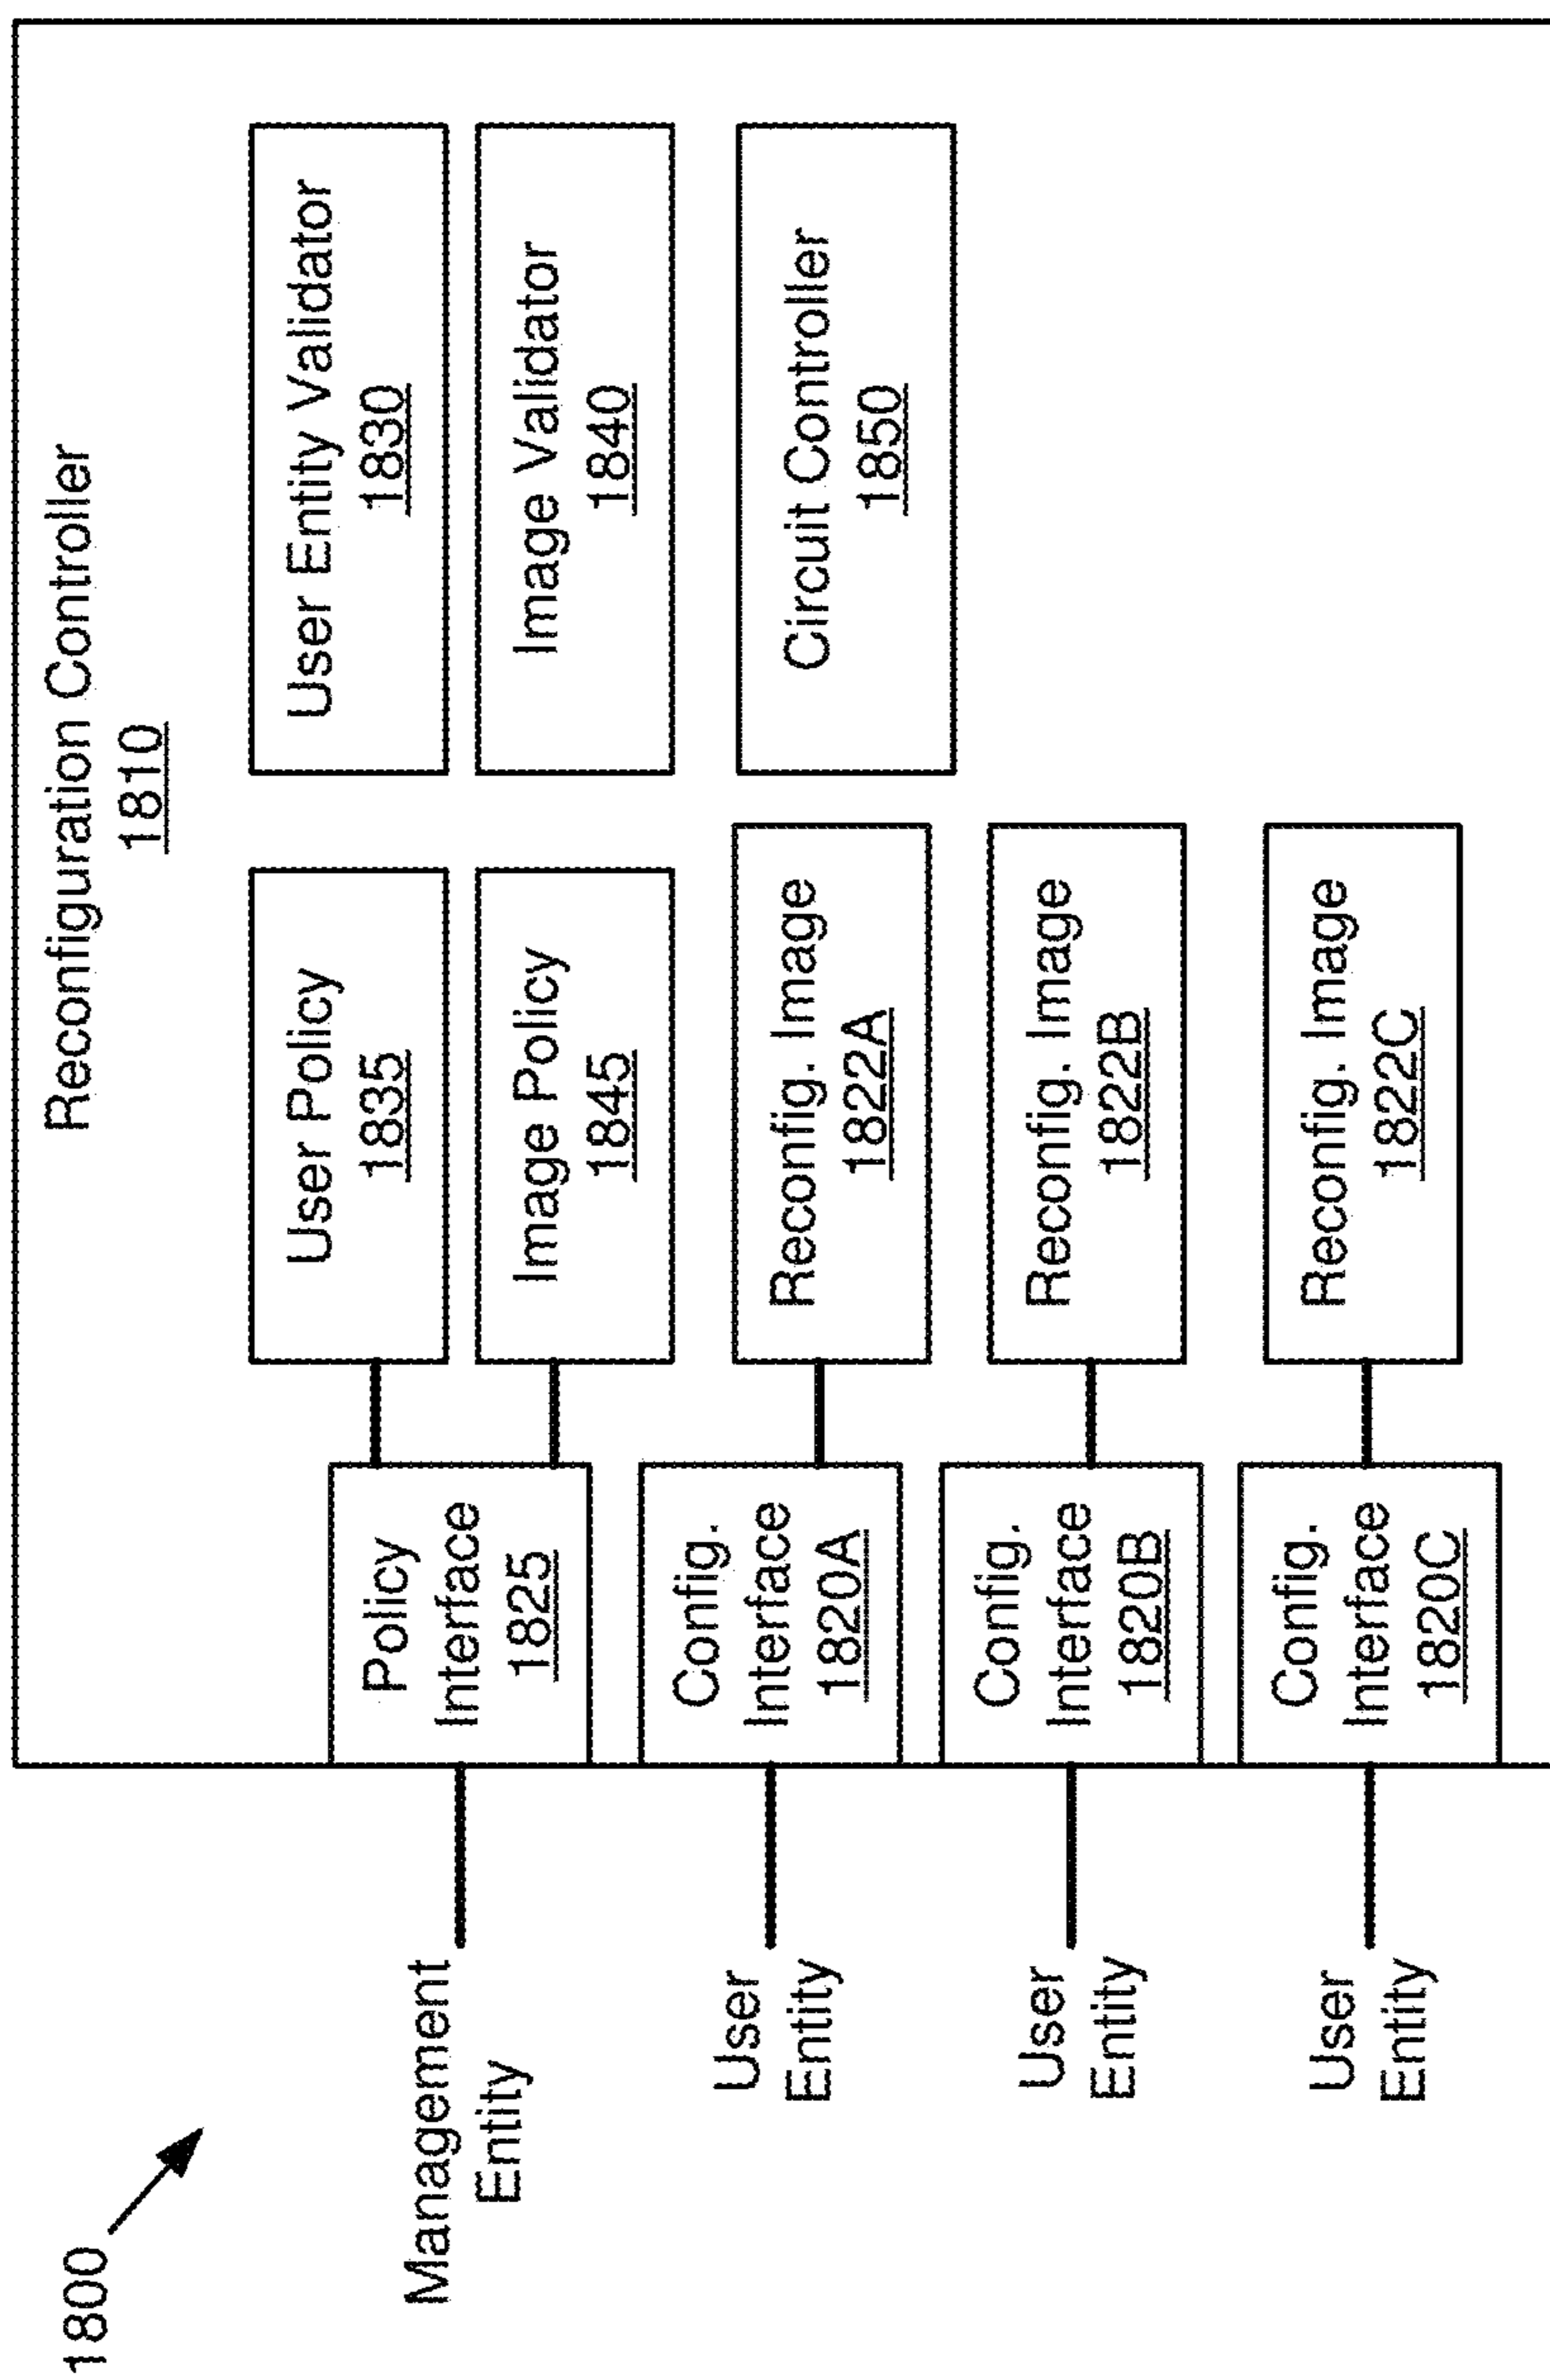 1800
Reconfiguration Controller
1810
Management
Entity
Policy
Interface
1825
User Policy
1835
User Entity Validator
1830
Image Policy
1845
Image Validator
1840
User
Entity
Config.
Interface
1820A
Reconfig. Image
1822A
Circuit Controller
1850
User
Entity
Config.
Interface
1820B
Reconfig. Image
1822B
User
Entity
Config.
Interface
1820C
Reconfig. Image
1822C